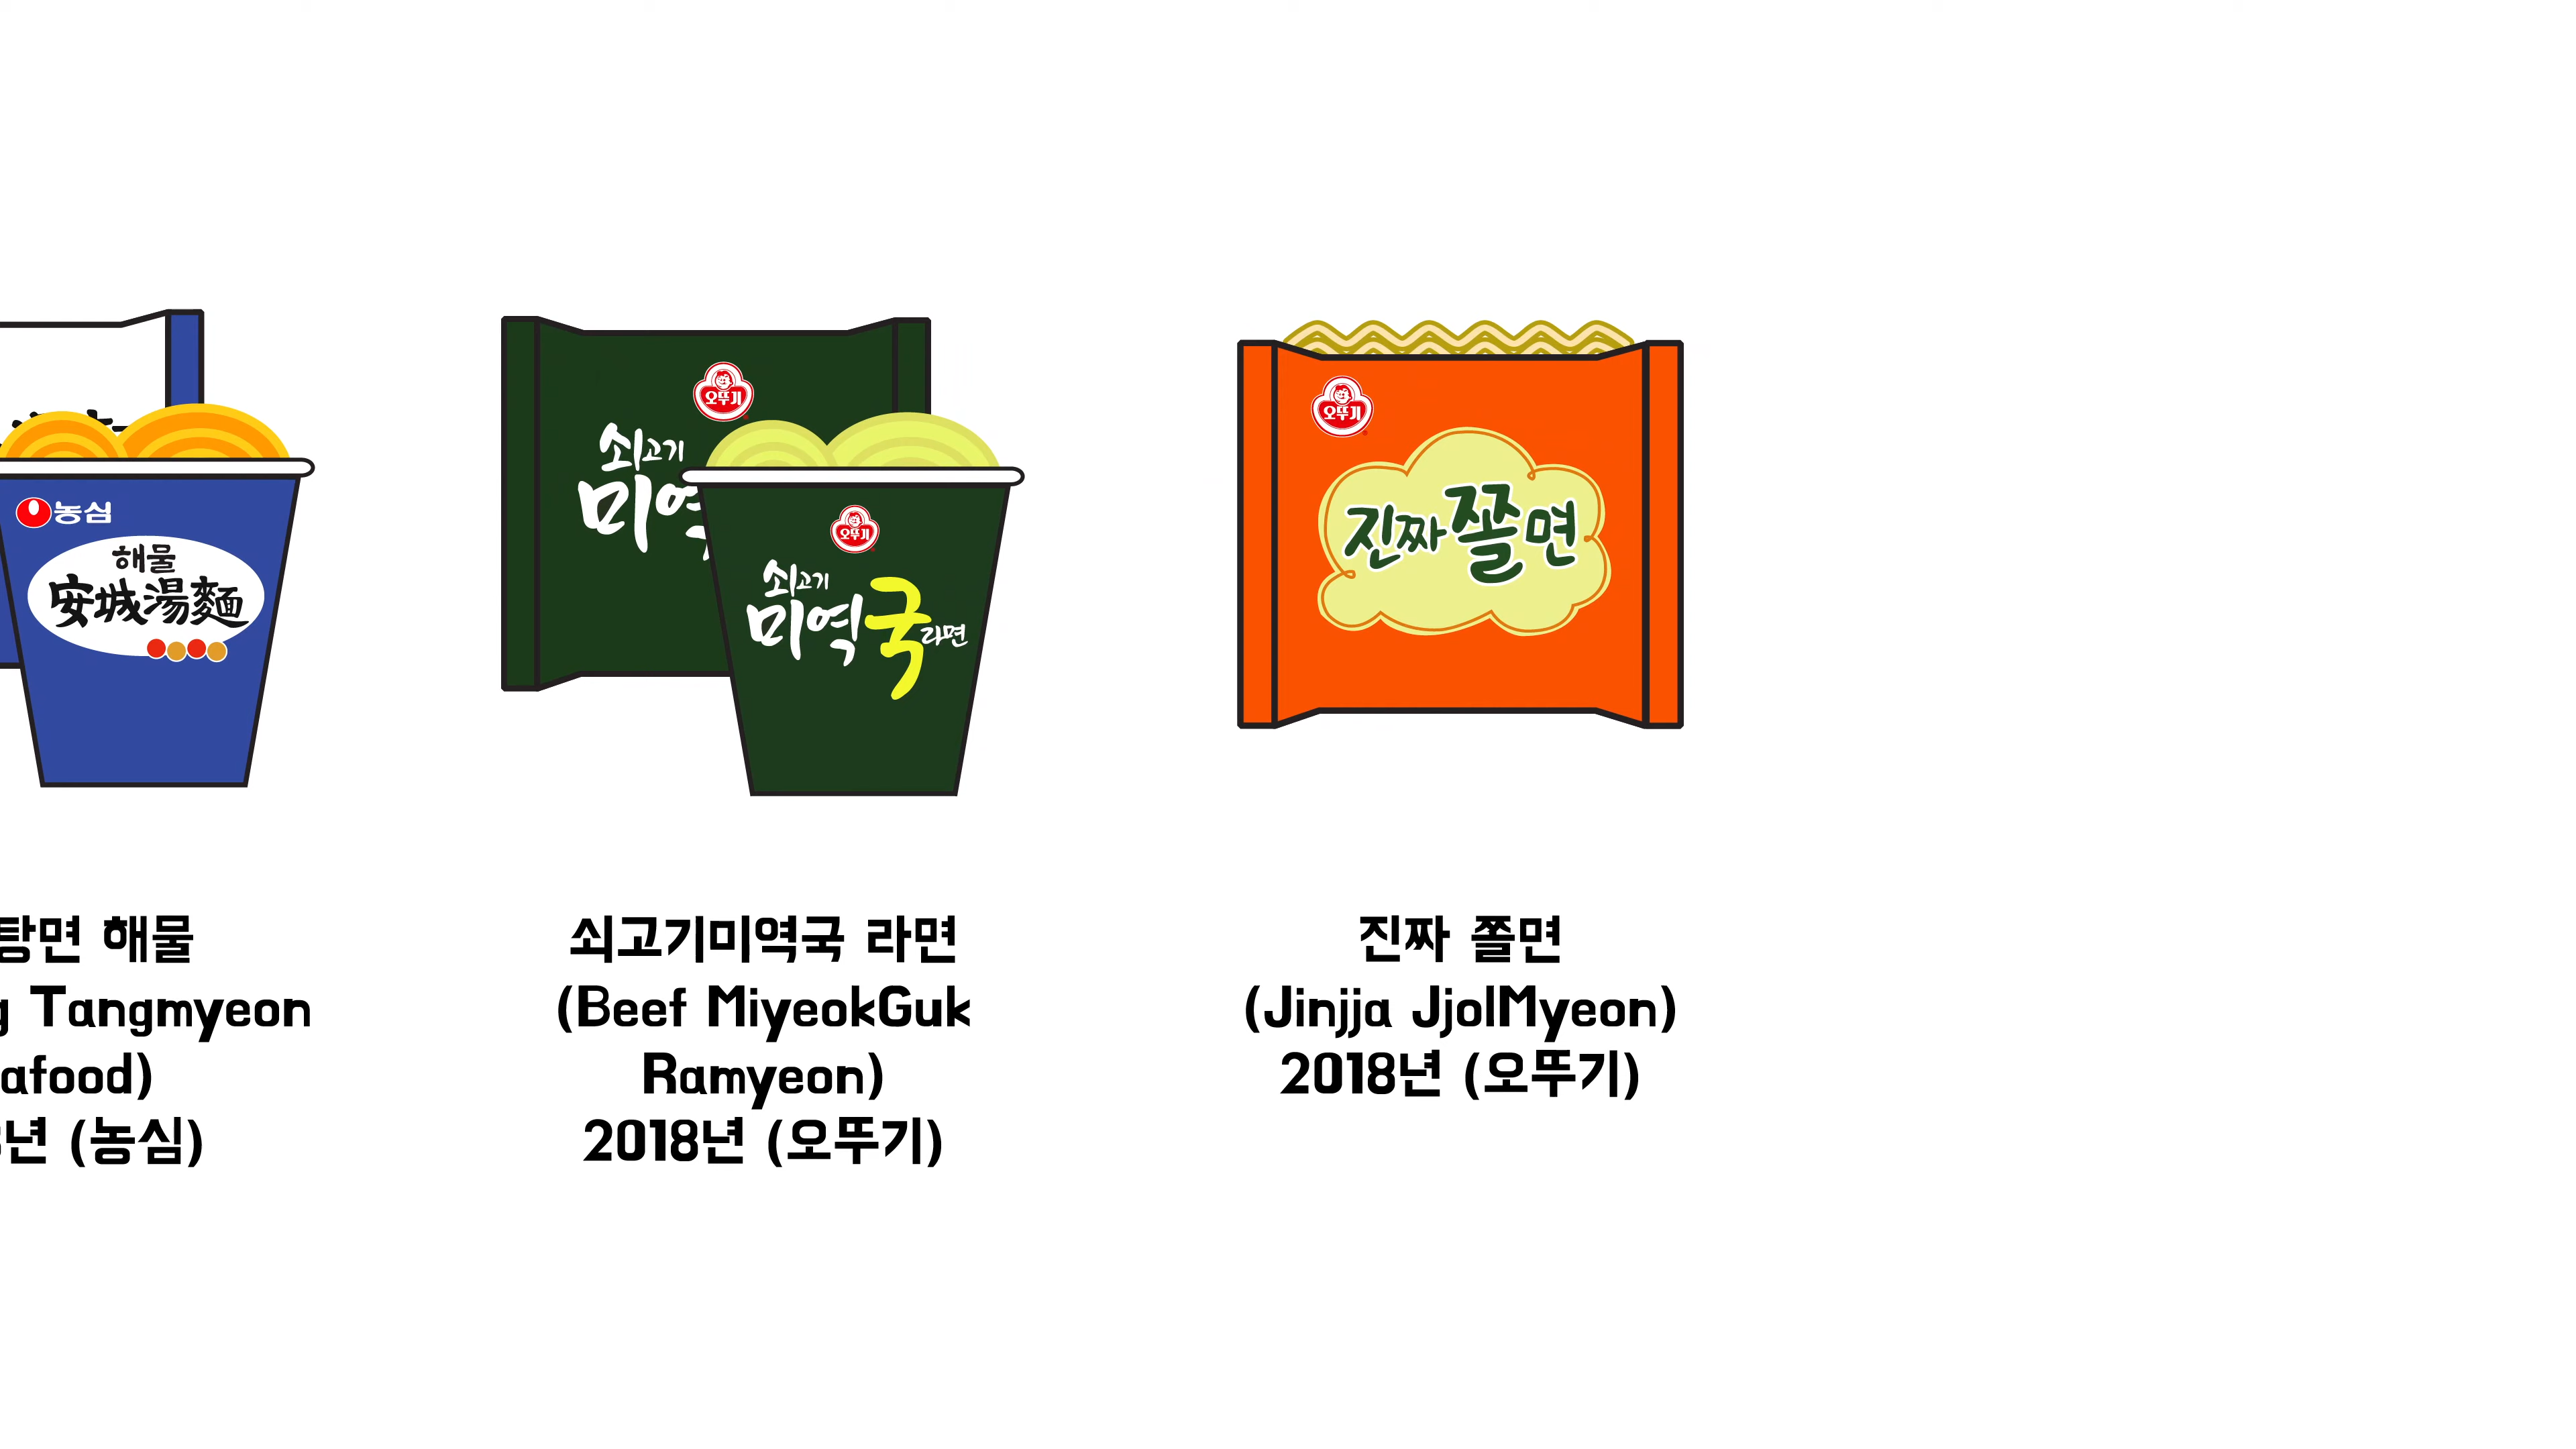 농심
해물
安城湯麵
탕면 해물
g Tangmyeon
afood)
년 (농심)
오뚜기
쇠고기
미역
오뚜기
쇠고기
미역국라면
쇠고기미역국 라면
(Beef MiyeokGuk
Ramyeon)
2018년 (오뚜기)
오뚜기
진짜쫄면
진짜 쫄면
(Jinjja JjolMyeon)
2018년 (오뚜기)